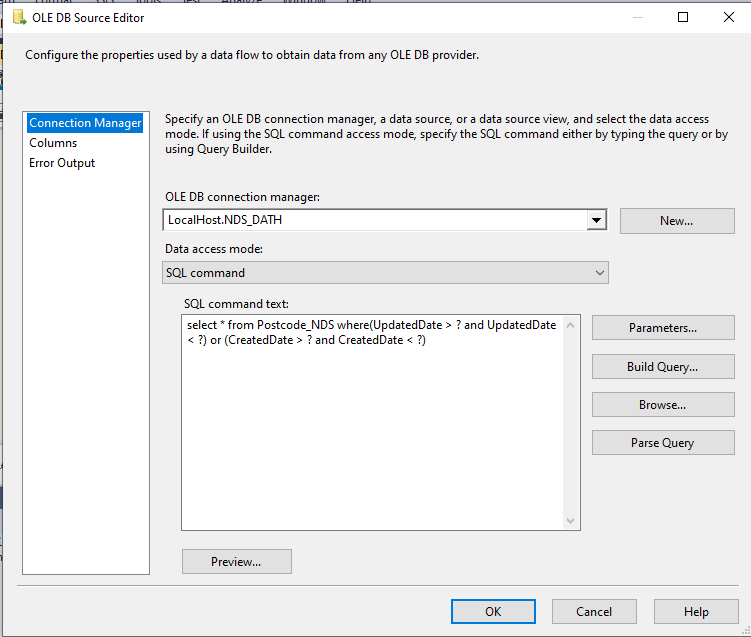 OLE DB Source Editor
Configure the properties used by a data flow to obtain data from any OLE DB provider.
Connection Manager
Columns
Error Output
Specify an OLE DB connection manager, a data source, or a data source view, and select the data access
mode. If using the SQL command access mode, specify the SQL command either by typing the query or by
using Query Builder.
OLE DB connection manager:
LocalHost.NDS_DATH
New...
Data access mode:
SQL command
SQL command text:
select * from Postcode_NDS where(UpdatedDate > ? and UpdatedDate
< ?) or (CreatedDate > ? and CreatedDate < ?)
Parameters...
Build Query...
Browse...
Parse Query
Preview...
OK
Cancel
Help